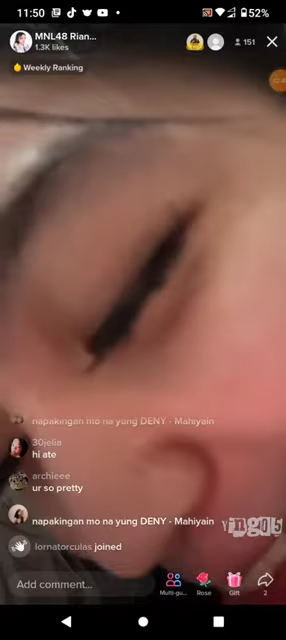 11:50
52%
MNL48 Rian...
1.3K likes
151
Weekly Ranking
napakingan mo na yung DENY - Mahiyain
30jelia
hi ate
archieee
ur so pretty
napakingan mo na yung DENY - Mahiyain
lornatorculas joined
Add comment...
Multi-gu...
Rose
Gift
2